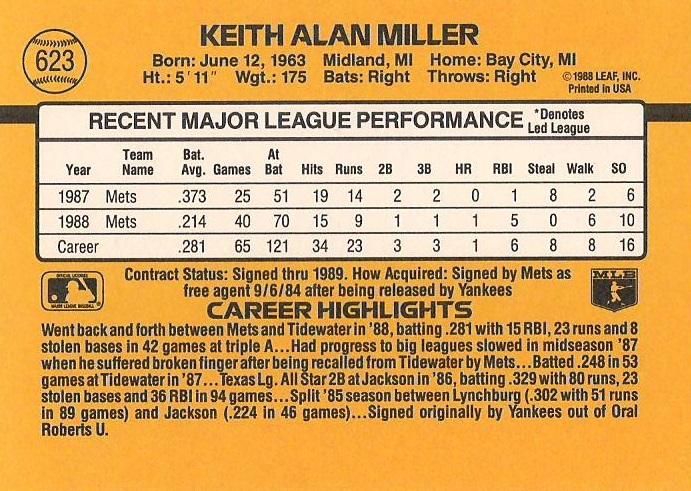 623
KEITH ALAN MILLER
Born: June 12, 1963 Midland, MI Home: Bay City, MI
Ht.: 5'11" Wgt.: 175 Bats: Right Throws: Right
©1988 LEAF, INC.
Printed in USA
RECENT MAJOR LEAGUE PERFORMANCE *Denotes Led League
Year Team Name Bat. Avg. Games At Bat Hits Runs 2B 3B HR RBI Steal Walk SO
1987 Mets .373 25 51 19 14 2 2 0 1 8 2 6
1988 Mets .214 40 70 15 9 1 1 1 5 0 6 10
Career .281 65 121 34 23 3 3 1 6 8 8 16
OFFICIAL LICENSEE
MAJOR LEAGUE BASEBALL
Contract Status: Signed thru 1989. How Acquired: Signed by Mets as
free agent 9/6/84 after being released by Yankees
MLB
CAREER HIGHLIGHTS
Went back and forth between Mets and Tidewater in '88, batting .281 with 15 RBI, 23 runs and 8
stolen bases in 42 games at triple A...Had progress to big leagues slowed in midseason '87
when he suffered broken finger after being recalled from Tidewater by Mets...Batted .248 in 53
games at Tidewater in '87...Texas Lg. All Star 2B at Jackson in '86, batting .329 with 80 runs, 23
stolen bases and 36 RBI in 94 games...Split '85 season between Lynchburg (.302 with 51 runs
in 89 games) and Jackson (.224 in 46 games)...Signed originally by Yankees out of Oral
Roberts U.